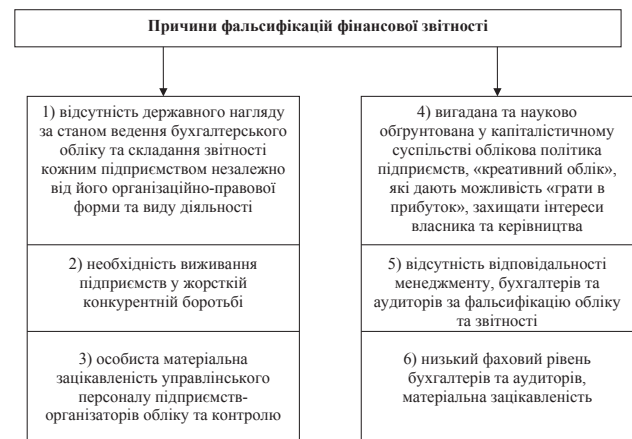 Причини фальсифікацій фінансової звітності
1) відсутність державного нагляду
за станом ведення бухгалтерського
обліку та складання звітності
кожним підприємством незалежно
від його організаційно-правової
форми та виду діяльності
2) необхідність виживання
підприємств у жорсткій
конкурентній боротьбі
3) особиста матеріальна
зацікавленість управлінського
персоналу підприємств-
організаторів обліку та контролю
4) вигадана та науково
обґрунтована у капіталістичному
суспільстві облікова політика
підприємств, «креативний облік»,
які дають можливість «грати в
прибуток», захищати інтереси
власника та керівництва
5) відсутність відповідальності
менеджменту, бухгалтерів та
аудиторів за фальсифікацію обліку
та звітності
6) низький фаховий рівень
бухгалтерів та аудиторів,
матеріальна зацікавленість